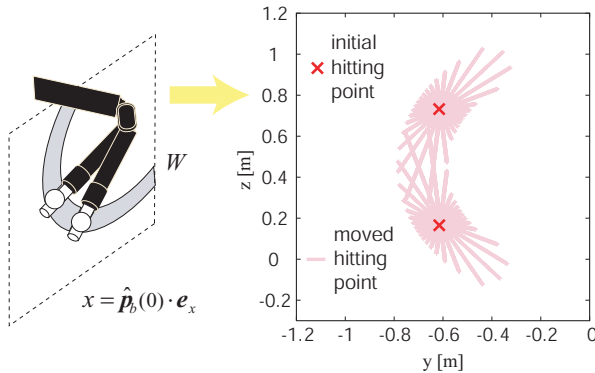 W
x = p̂_b(0) · e_x
initial
hitting
point
moved
hitting
point
z [m]
1.2
1
0.8
0.6
0.4
0.2
0
-0.2
-1.2 -1 -0.8 -0.6 -0.4 -0.2 0
y [m]